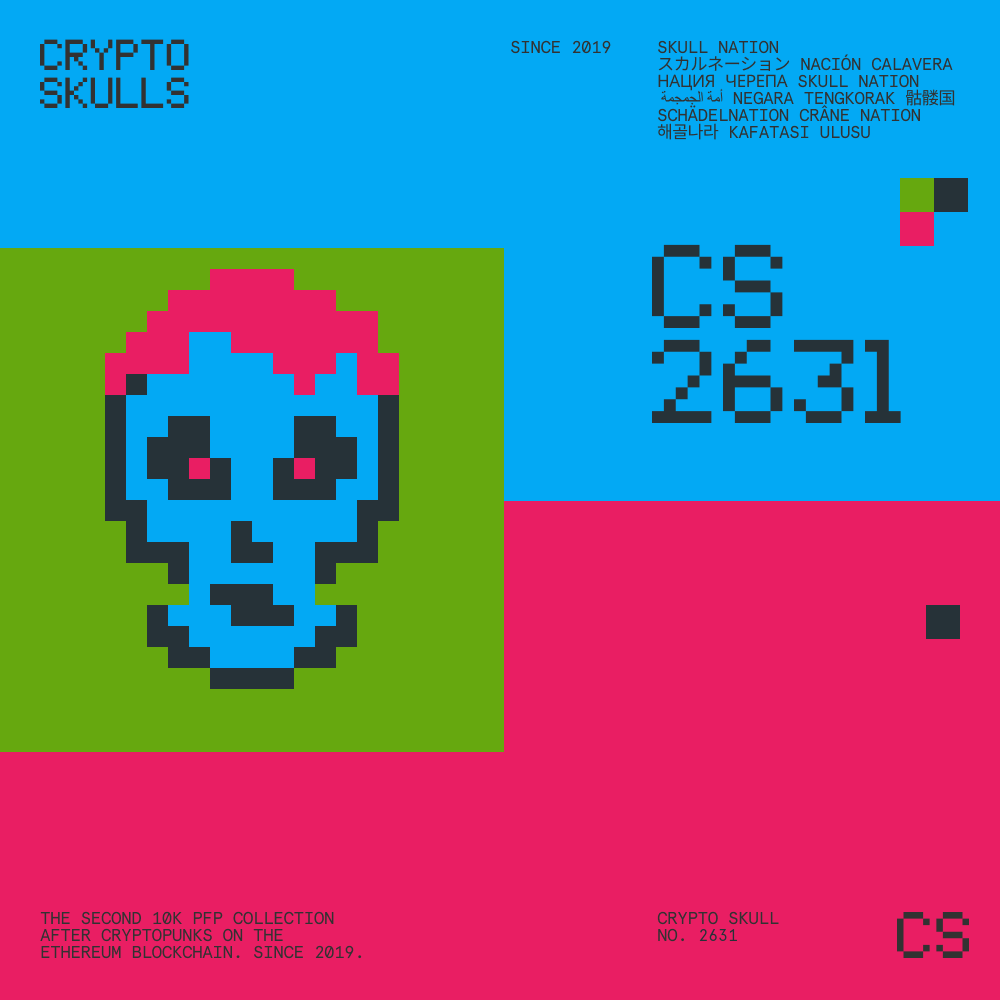 CRYPTO
SKULLS
SINCE 2019
SKULL NATION
スカルネーション NACIÓN CALAVERA
НАЦИЯ ЧЕРЕПА SKULL NATION
أمة الجمجمة NEGARA TENGKORAK 骷髅国
SCHÄDELNATION CRÂNE NATION
해골나라 KAFATASI ULUSU
CS
2631
THE SECOND 10K PFP COLLECTION
AFTER CRYPTOPUNKS ON THE
ETHEREUM BLOCKCHAIN. SINCE 2019.
CRYPTO SKULL
NO. 2631
CS